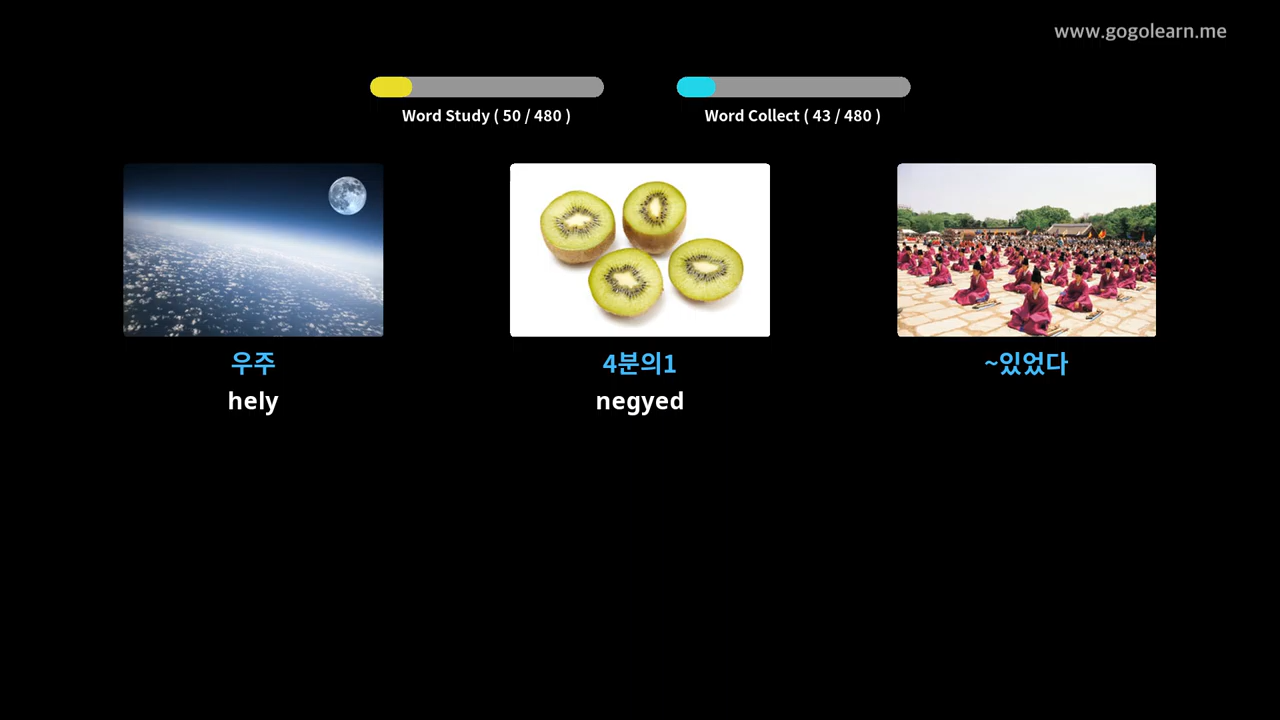 www.gogolearn.me
Word Study ( 50 / 480 )
Word Collect ( 43 / 480 )
우주
4분의1
~있었다
hely
negyed